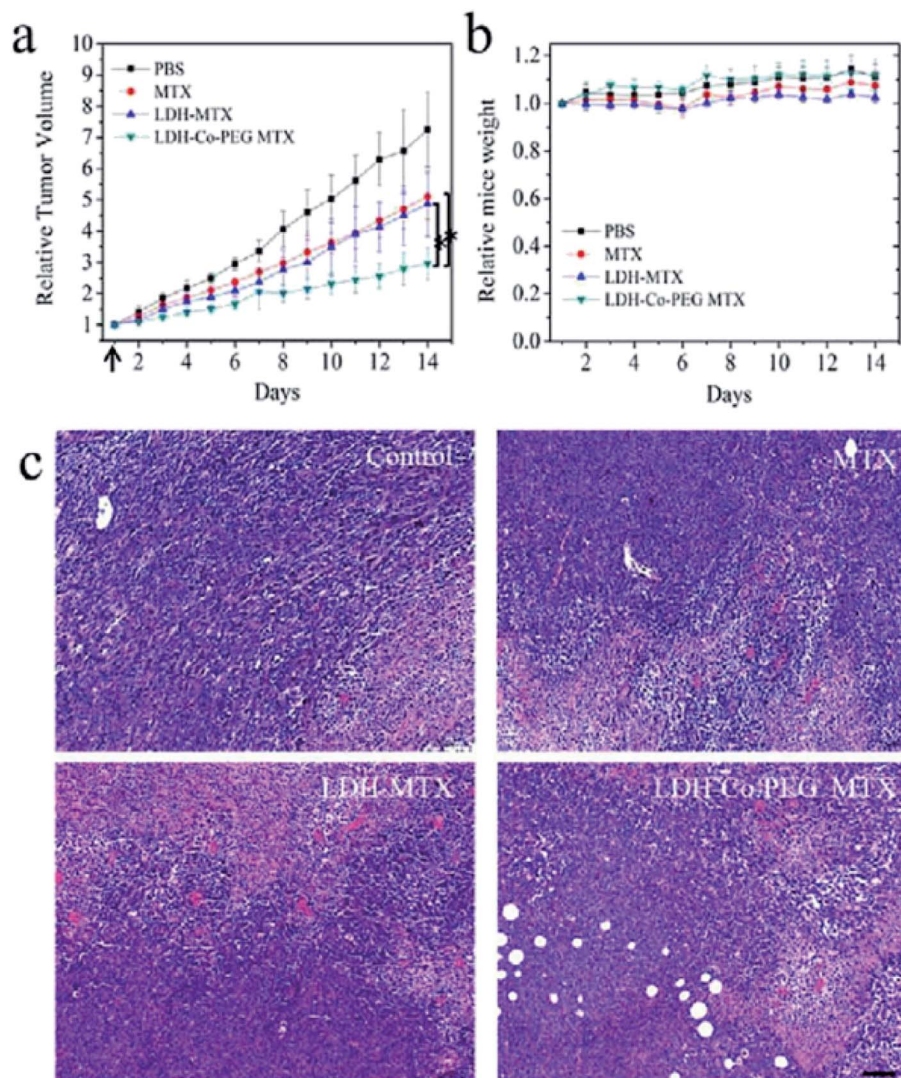 a
10
9
8
7
6
5
4
3
2
1
Relative Tumor Volume
PBS
MTX
LDH-MTX
LDH-Co-PEG MTX
2 4 6 8 10 12 14
Days
b
1.2
1.0
0.8
0.6
0.4
0.2
0.0
Relative mice weight
PBS
MTX
LDH-MTX
LDH-Co-PEG MTX
2 4 6 8 10 12 14
Days
c
Control
MTX
LDH-MTX
LDH-Co-PEG MTX